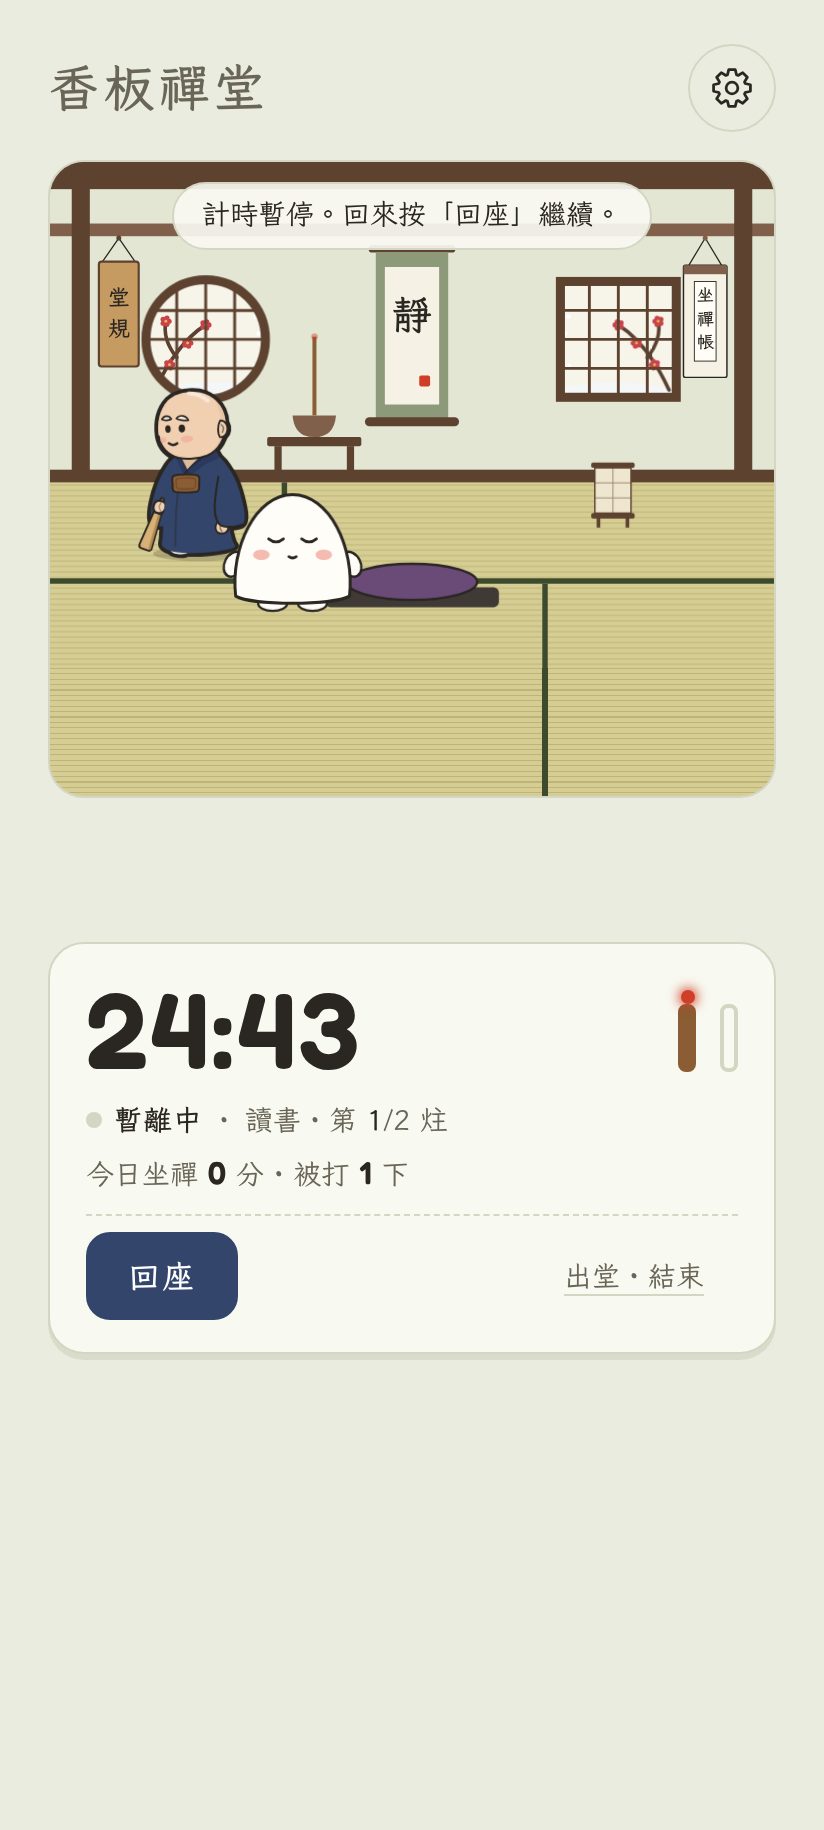 香板禪堂
計時暫停。回來按「回座」繼續。
堂規
靜
坐禪帳
24:43
暫離中 · 讀書 · 第 1/2 炷
今日坐禪 0 分 · 被打 1 下
回座
出堂 · 結束